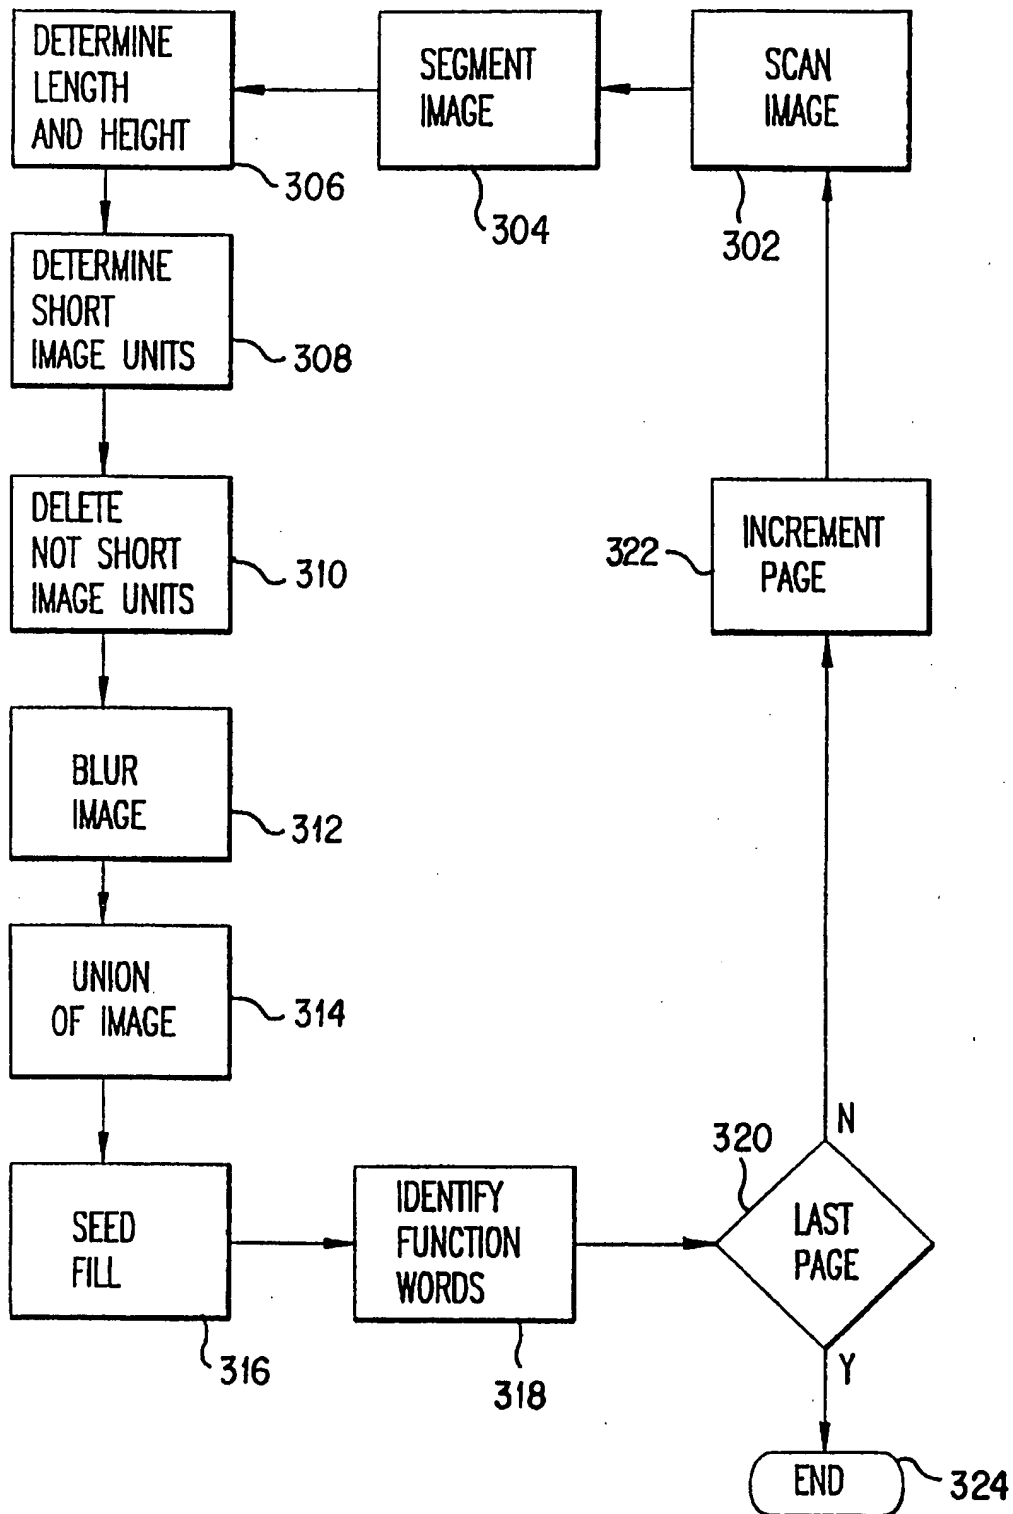 DETERMINE
LENGTH
AND HEIGHT
306
SEGMENT
IMAGE
304
SCAN
IMAGE
302
DETERMINE
SHORT
IMAGE UNITS
308
DELETE
NOT SHORT
IMAGE UNITS
310
322
INCREMENT
PAGE
BLUR
IMAGE
312
UNION
OF IMAGE
314
SEED
FILL
316
IDENTIFY
FUNCTION
WORDS
318
320
N
LAST
PAGE
Y
END
324